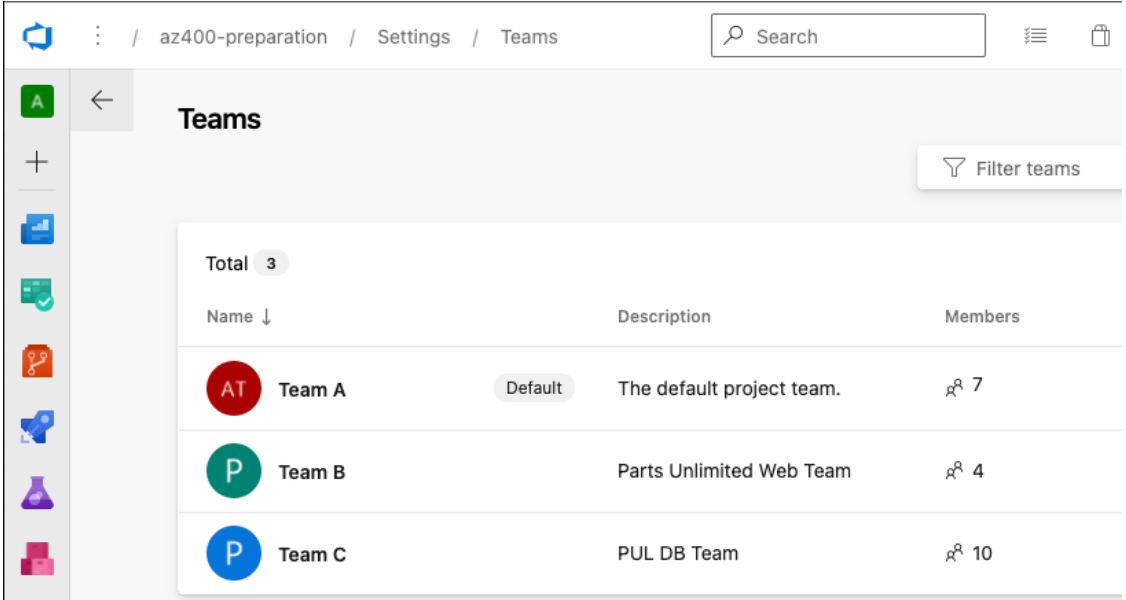 / az400-preparation / Settings / Teams Search
A
Teams
Filter teams
Total 3
Name ↓ Description Members
AT Team A Default The default project team. 7
P Team B Parts Unlimited Web Team 4
P Team C PUL DB Team 10